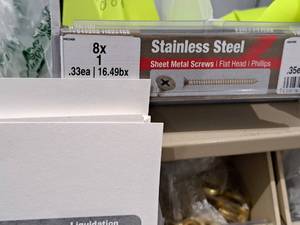 8x
1
.33ea | 16.49bx
Stainless Steel
Sheet Metal Screws | Flat Head | Phillips
.35e
Liquidation